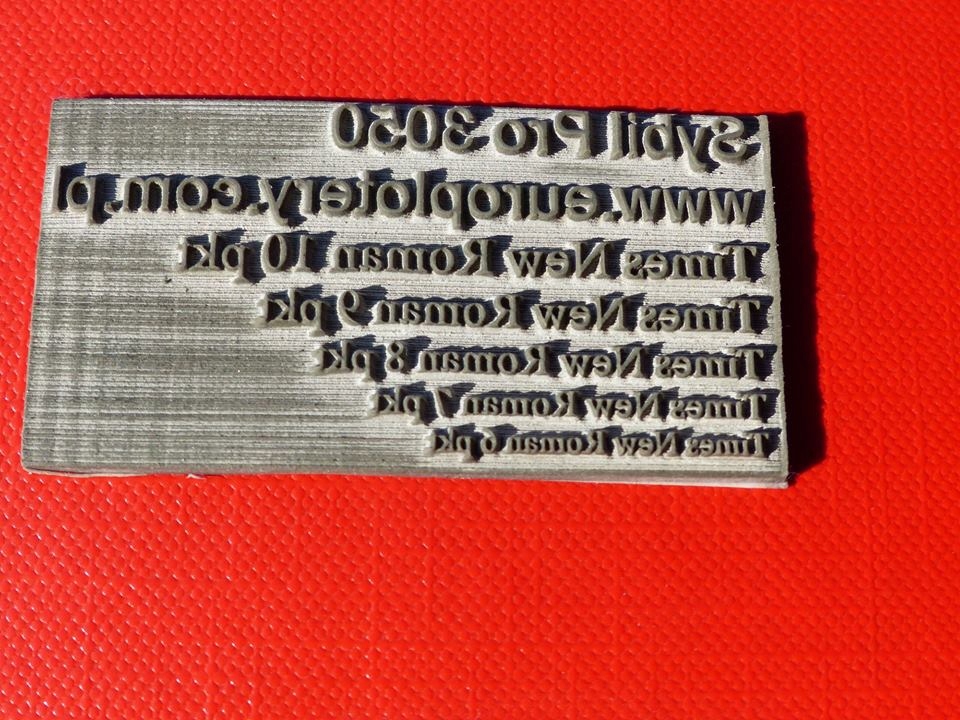 Sybil Pro 3050
www.europlotery.com.pl
Times New Roman 10 pkt
Times New Roman 9 pkt
Times New Roman 8 pkt
Times New Roman 7 pkt
Times New Roman 6 pkt